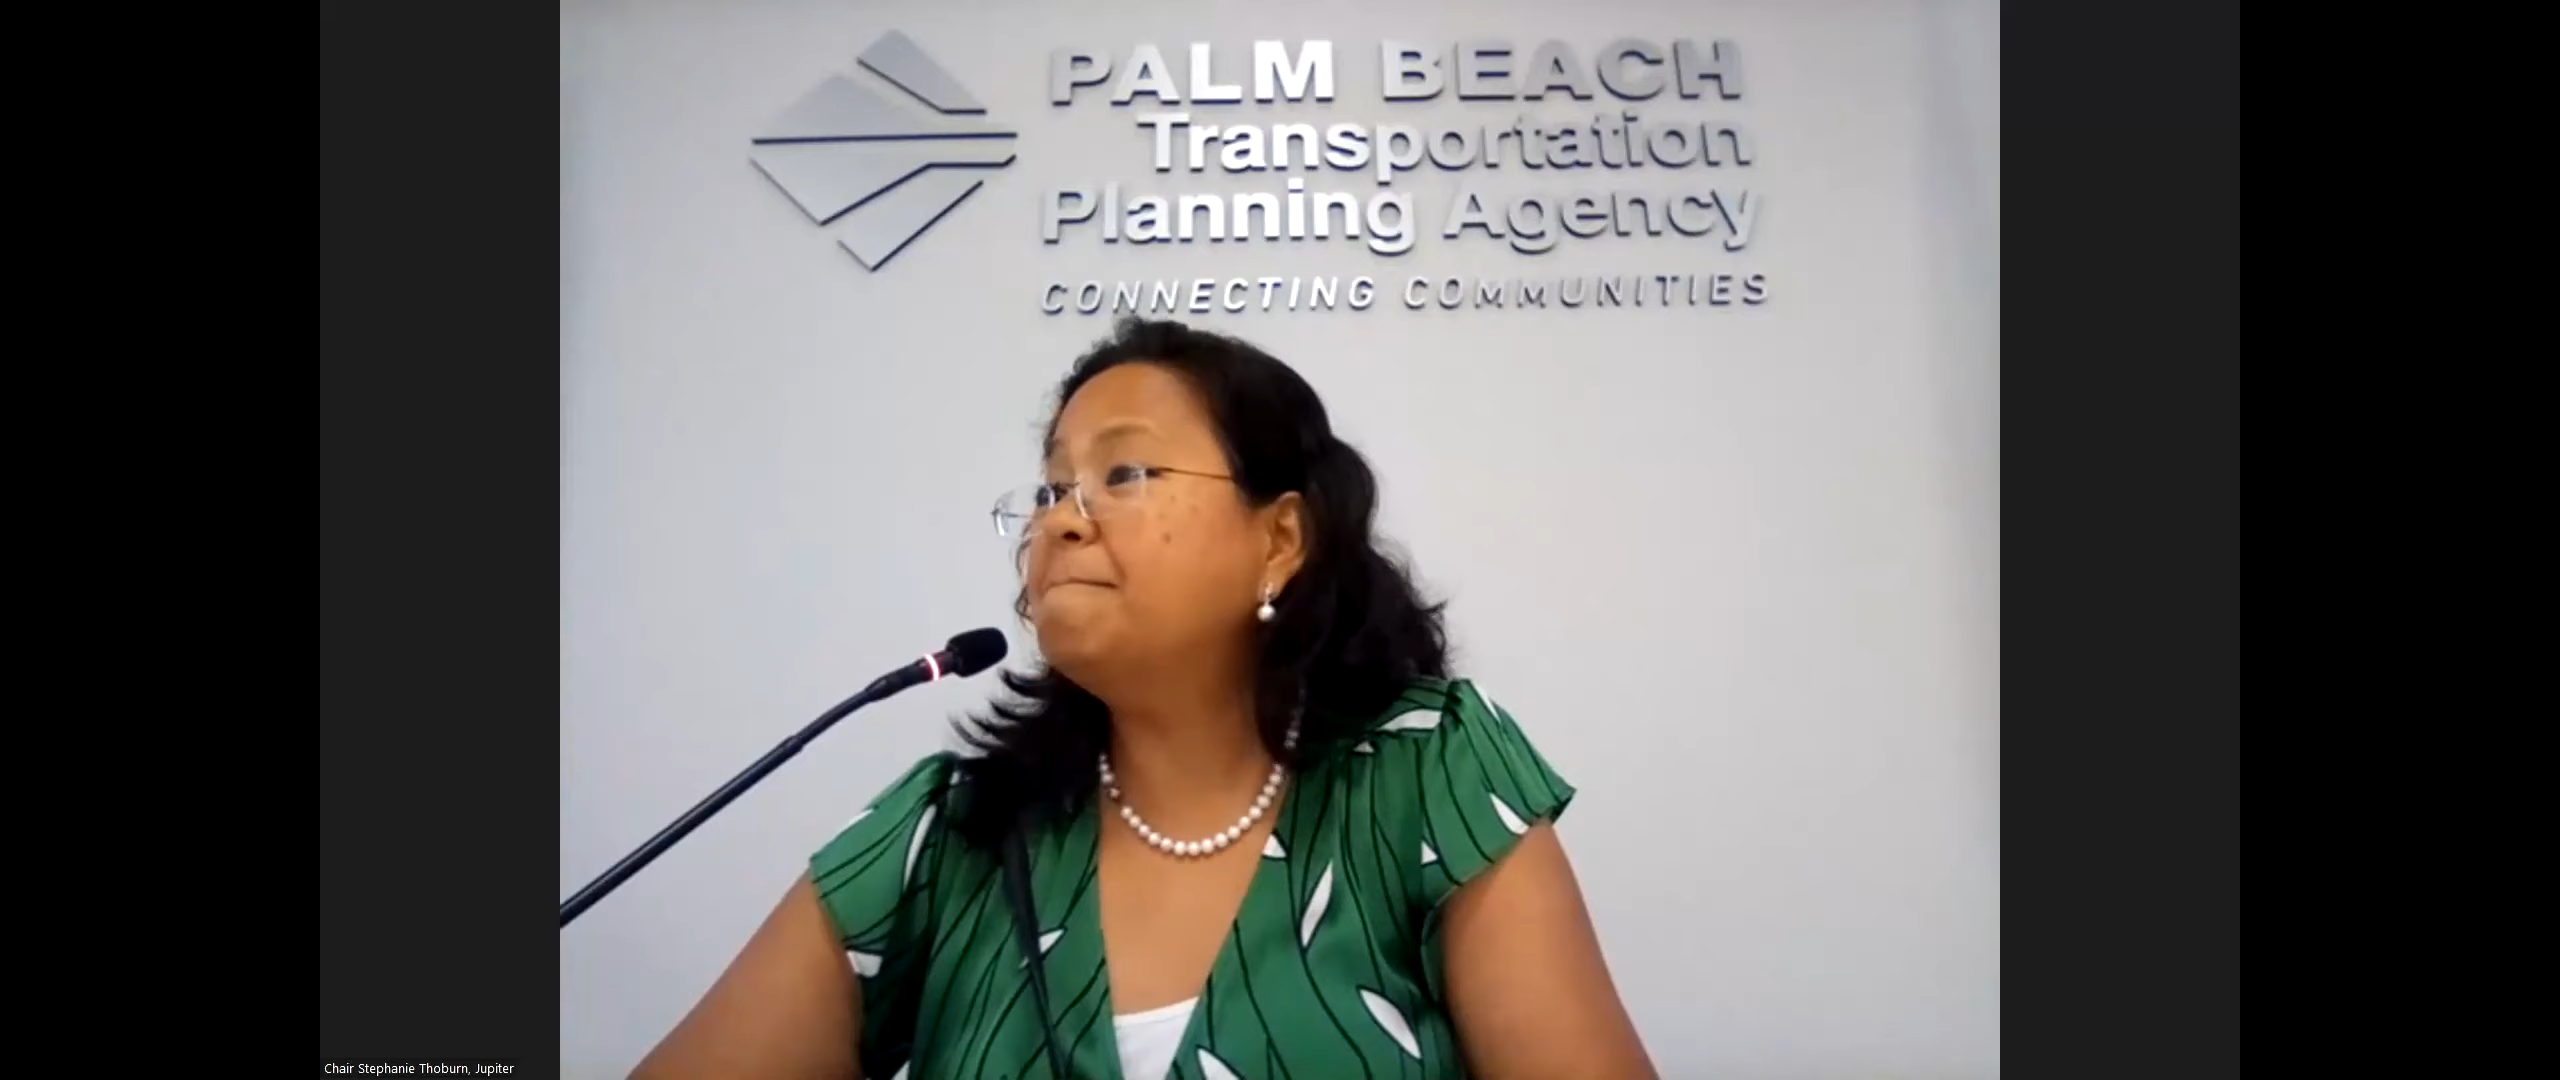 PALM BEACH
Transportation
Planning Agency
CONNECTING COMMUNITIES
Chair Stephanie Thoburn, Jupiter